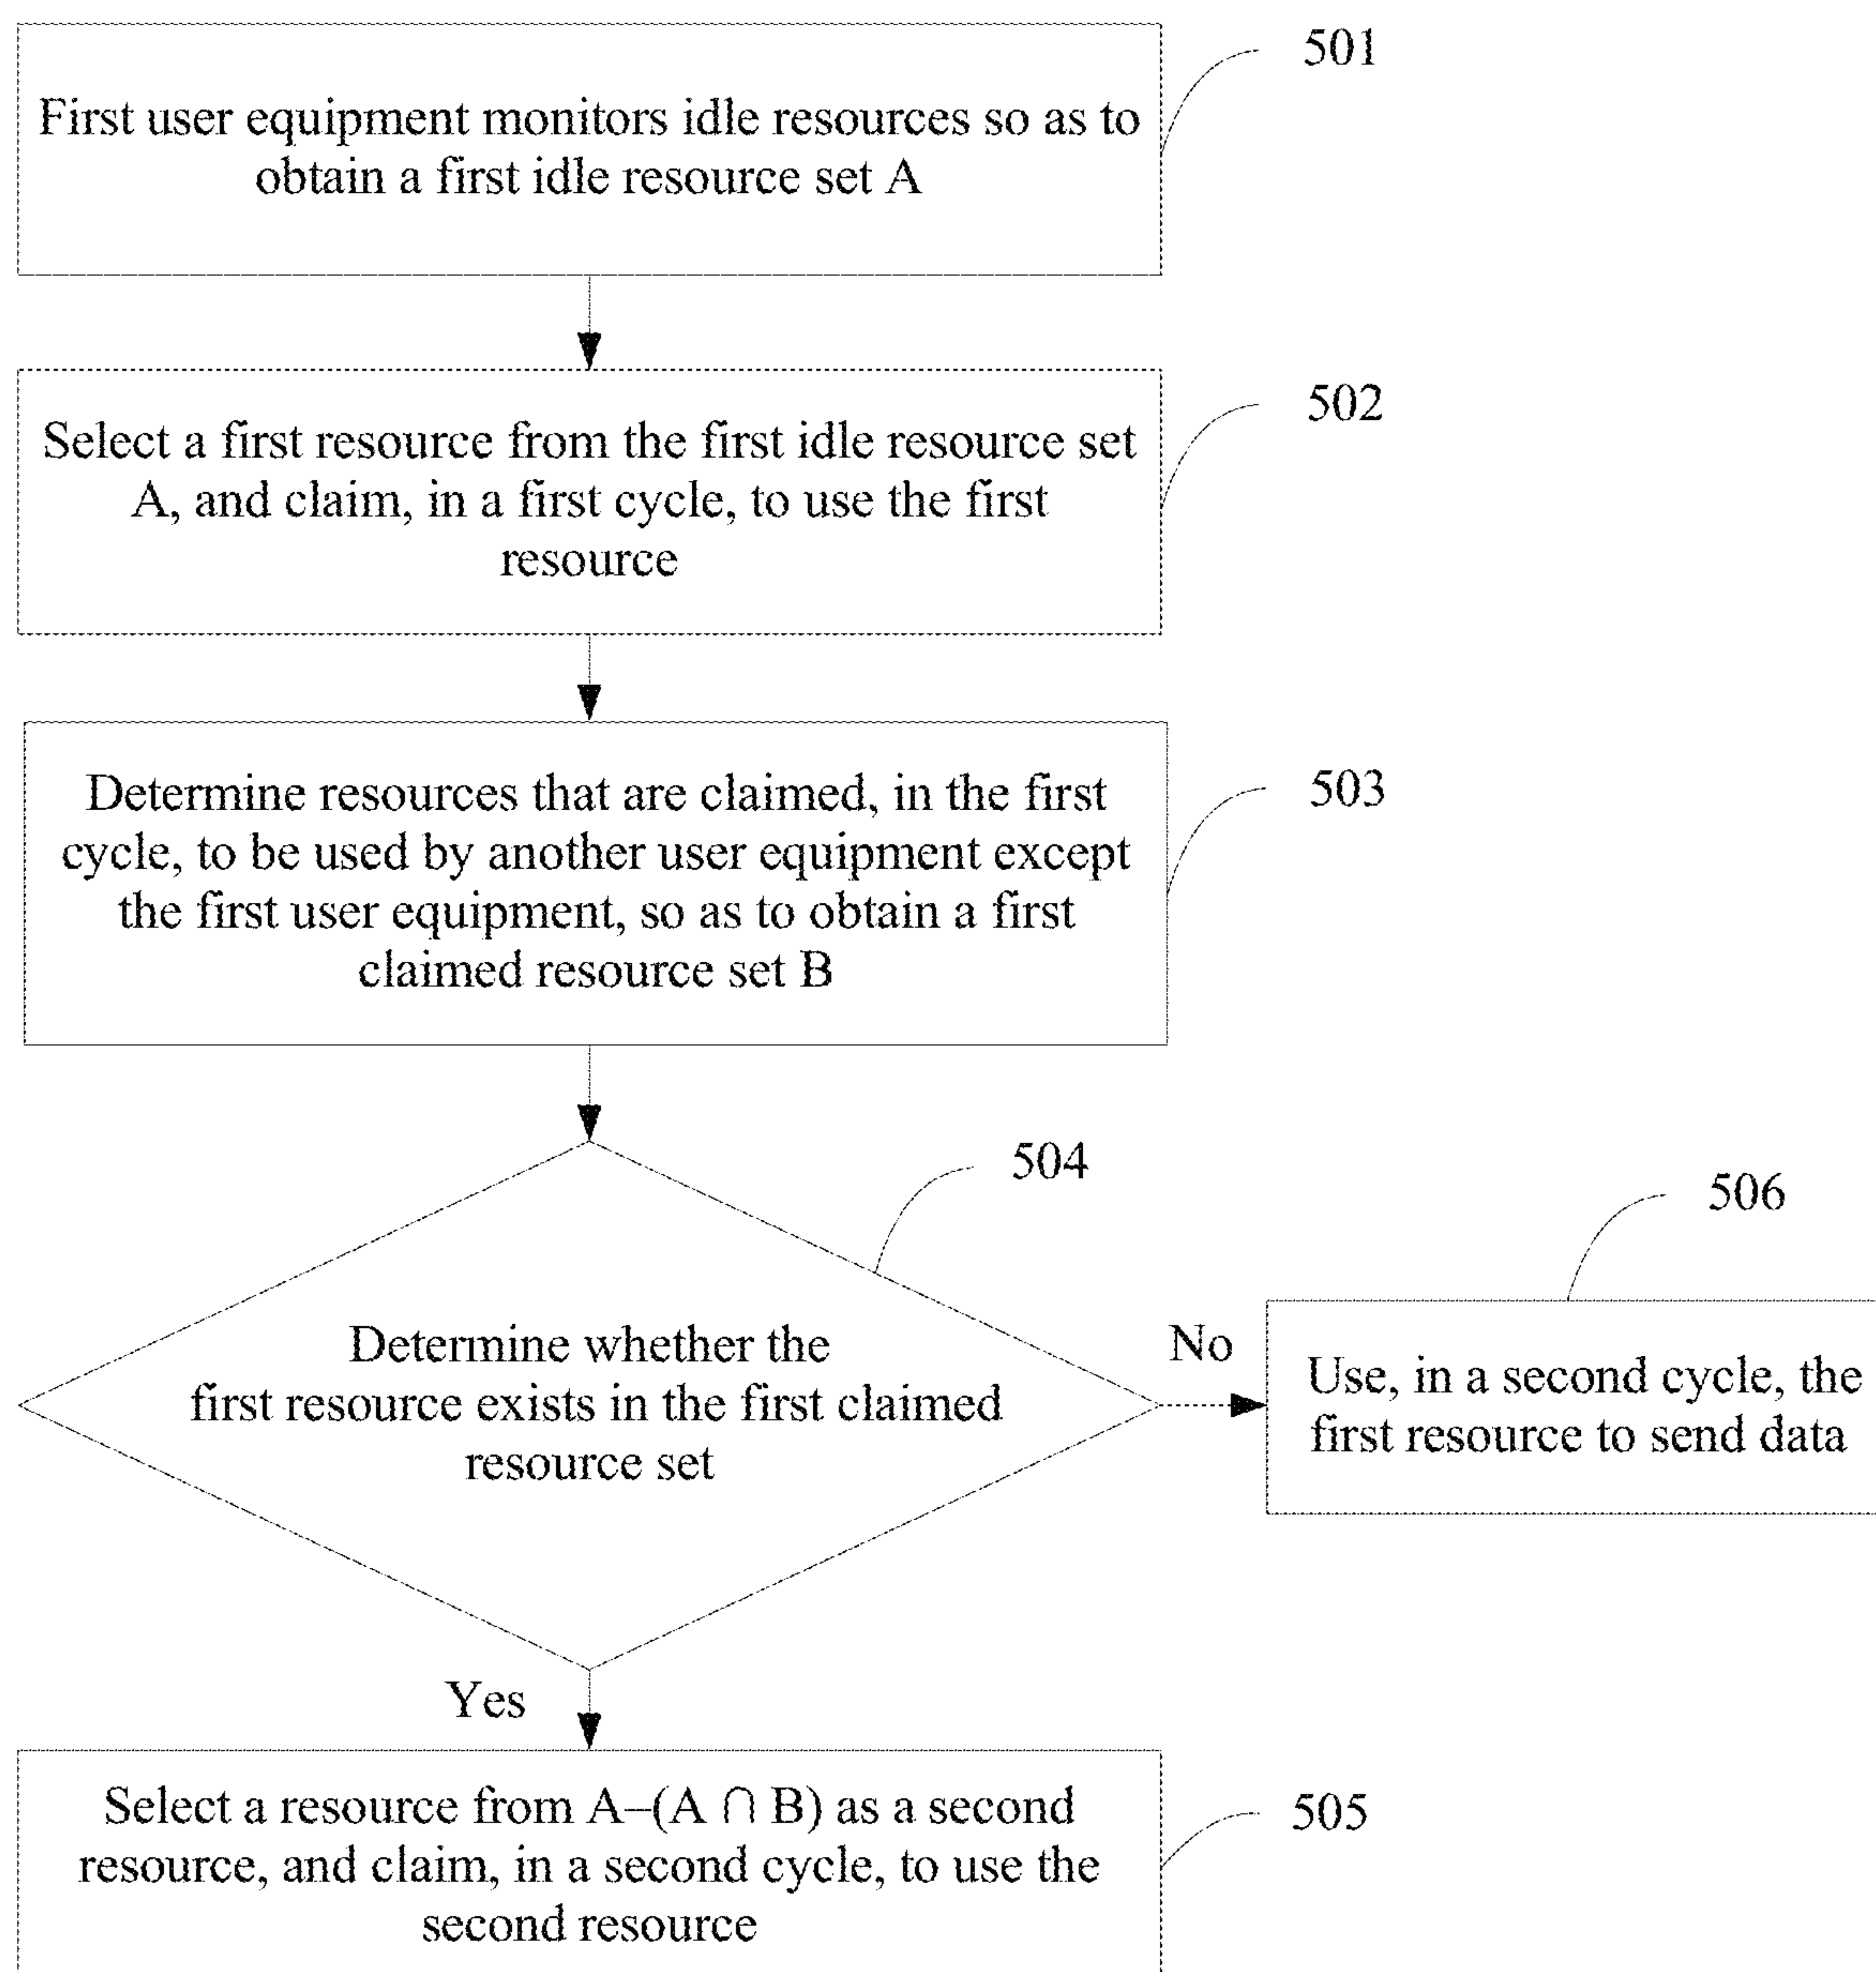 501
First user equipment monitors idle resources so as to
obtain a first idle resource set A
502
Select a first resource from the first idle resource set
A, and claim, in a first cycle, to use the first
resource
503
Determine resources that are claimed, in the first
cycle, to be used by another user equipment except
the first user equipment, so as to obtain a first
claimed resource set B
504
Determine whether the
first resource exists in the first claimed
resource set
No
506
Use, in a second cycle, the
first resource to send data
Yes
Select a resource from A–(A ∩ B) as a second
resource, and claim, in a second cycle, to use the
second resource
505